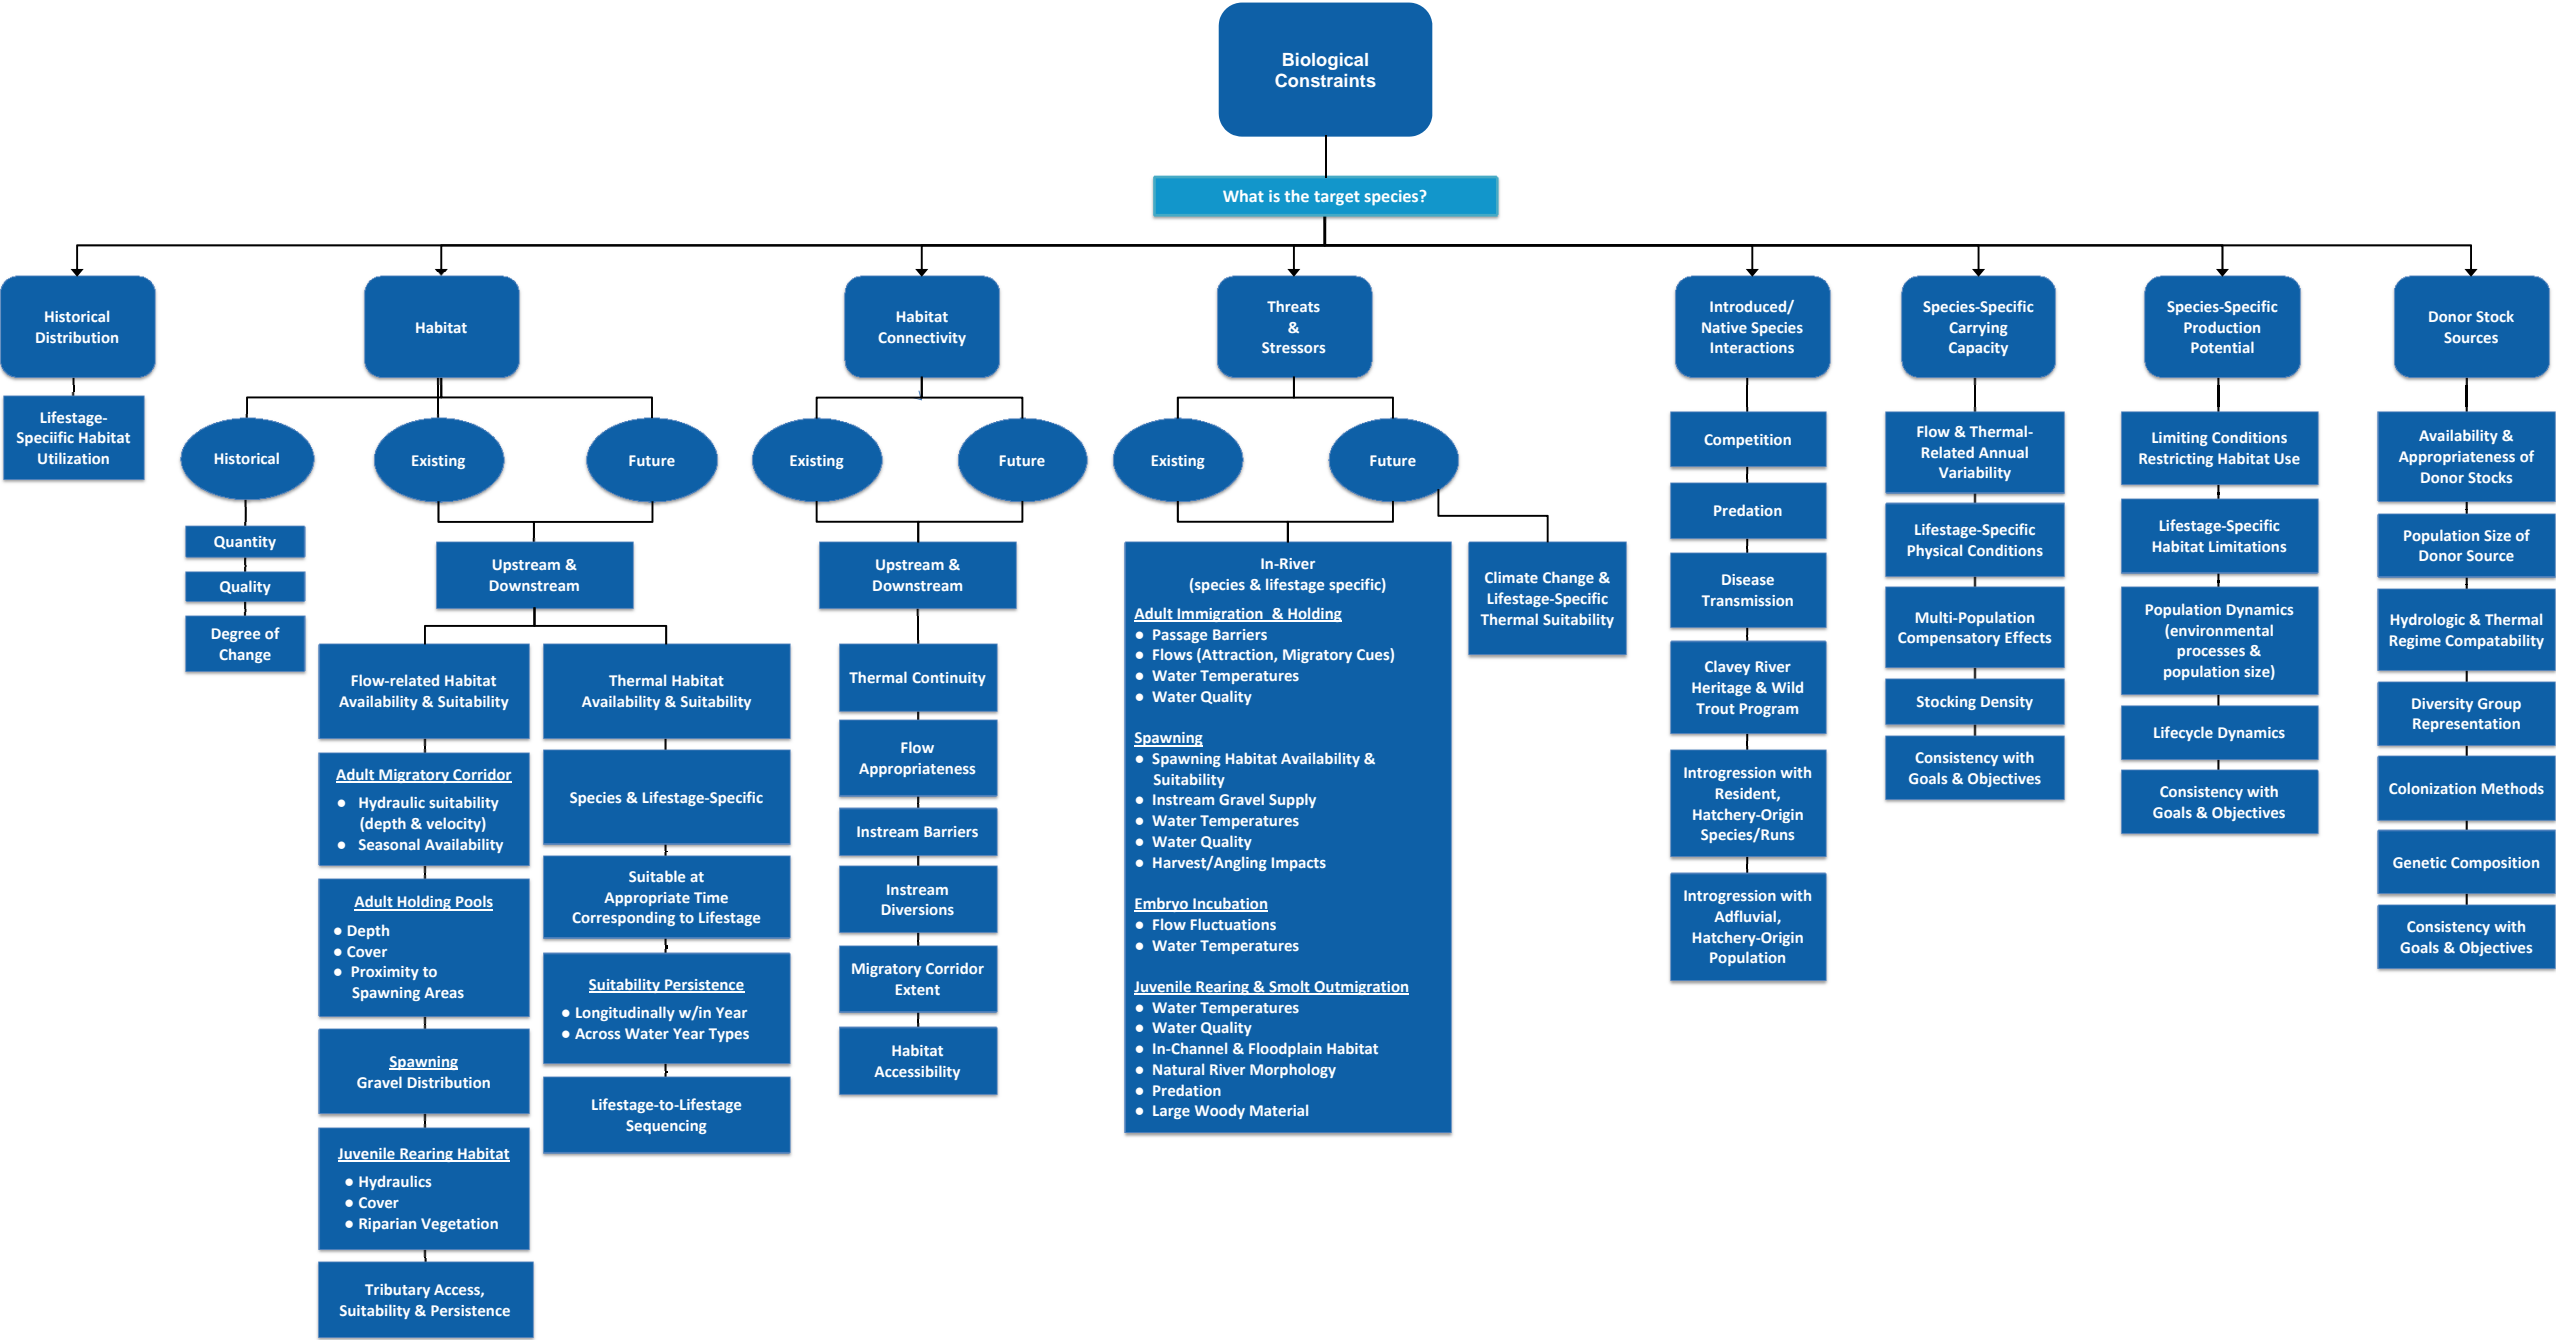 Biological
Constraints
What is the target species?
Historical
Distribution
Lifestage-
Speciific Habitat
Utilization
Habitat
Historical
Quantity
Quality
Degree of
Change
Existing
Future
Upstream &
Downstream
Flow-related Habitat
Availability & Suitability
Adult Migratory Corridor
● Hydraulic suitability
(depth & velocity)
● Seasonal Availability
Adult Holding Pools
● Depth
● Cover
● Proximity to
Spawning Areas
Spawning
Gravel Distribution
Juvenile Rearing Habitat
● Hydraulics
● Cover
● Riparian Vegetation
Tributary Access,
Suitability & Persistence
Thermal Habitat
Availability & Suitability
Species & Lifestage-Specific
Suitable at
Appropriate Time
Corresponding to Lifestage
Suitability Persistence
● Longitudinally w/in Year
● Across Water Year Types
Lifestage-to-Lifestage
Sequencing
Habitat
Connectivity
Existing
Future
Upstream &
Downstream
Thermal Continuity
Flow
Appropriateness
Instream Barriers
Instream
Diversions
Migratory Corridor
Extent
Habitat
Accessibility
Threats
&
Stressors
Existing
Future
In-River
(species & lifestage specific)
Adult Immigration & Holding
● Passage Barriers
● Flows (Attraction, Migratory Cues)
● Water Temperatures
● Water Quality
Spawning
● Spawning Habitat Availability &
Suitability
● Instream Gravel Supply
● Water Temperatures
● Water Quality
● Harvest/Angling Impacts
Embryo Incubation
● Flow Fluctuations
● Water Temperatures
Juvenile Rearing & Smolt Outmigration
● Water Temperatures
● Water Quality
● In-Channel & Floodplain Habitat
● Natural River Morphology
● Predation
● Large Woody Material
Climate Change &
Lifestage-Specific
Thermal Suitability
Introduced/
Native Species
Interactions
Competition
Predation
Disease
Transmission
Clavey River
Heritage & Wild
Trout Program
Introgression with
Resident,
Hatchery-Origin
Species/Runs
Introgression with
Adfluvial,
Hatchery-Origin
Population
Species-Specific
Carrying
Capacity
Flow & Thermal-
Related Annual
Variability
Lifestage-Specific
Physical Conditions
Multi-Population
Compensatory Effects
Stocking Density
Consistency with
Goals & Objectives
Species-Specific
Production
Potential
Limiting Conditions
Restricting Habitat Use
Lifestage-Specific
Habitat Limitations
Population Dynamics
(environmental
processes &
population size)
Lifecycle Dynamics
Consistency with
Goals & Objectives
Donor Stock
Sources
Availability &
Appropriateness of
Donor Stocks
Population Size of
Donor Source
Hydrologic & Thermal
Regime Compatability
Diversity Group
Representation
Colonization Methods
Genetic Composition
Consistency with
Goals & Objectives